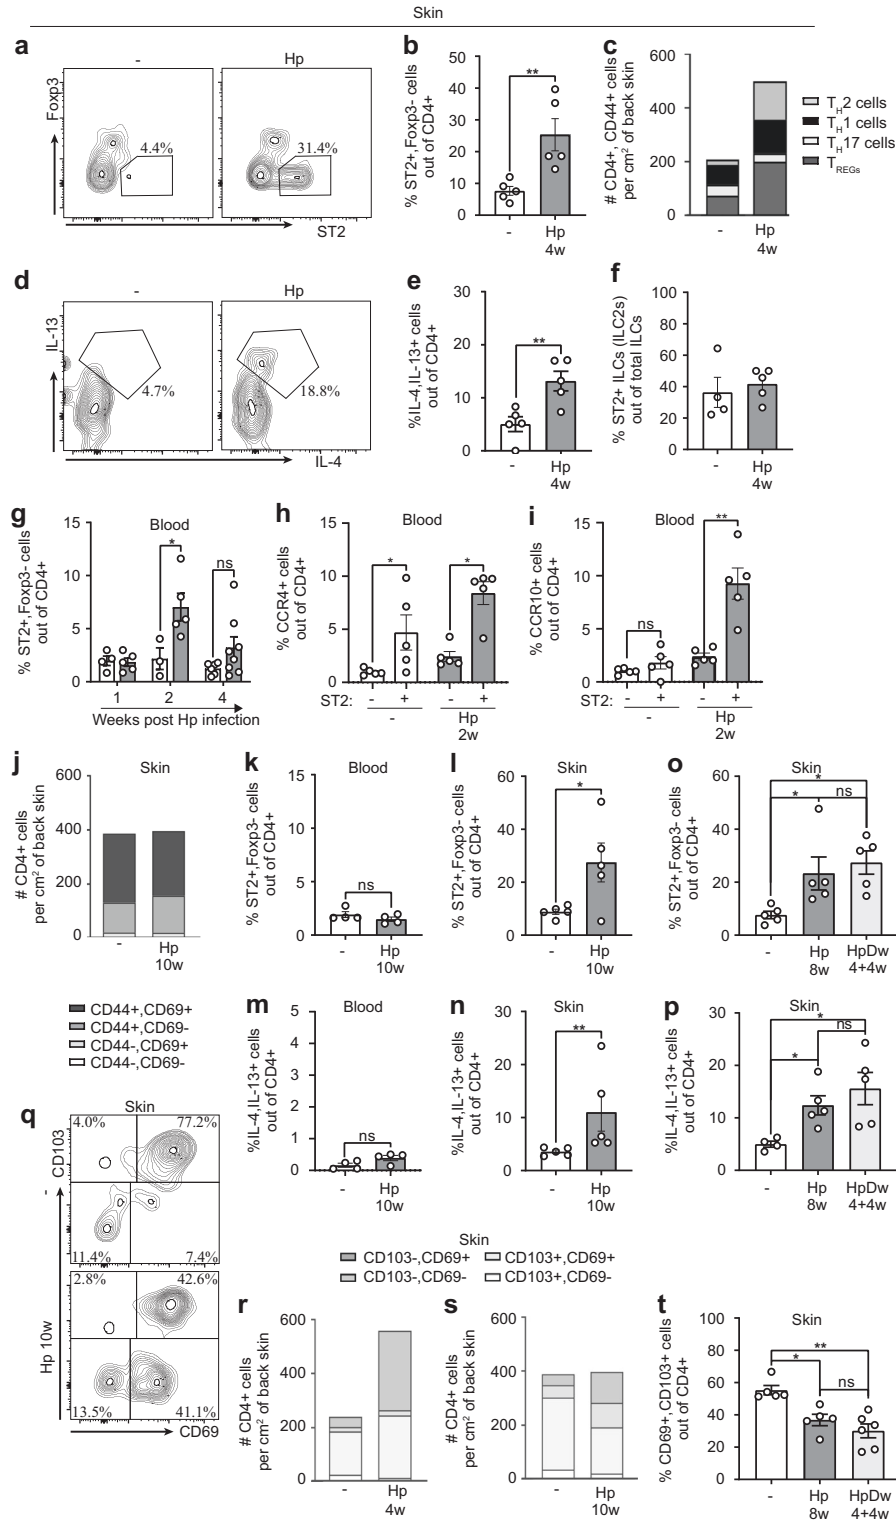 Skin
a
-
Hp
Foxp3
4.4%
31.4%
ST2
b
% ST2+,Foxp3- cells
out of CD4+
50
40
30
20
10
0
**
-
Hp
4w
c
# CD4+, CD44+ cells
per cm2 of back skin
600
400
200
0
-
Hp
4w
TH2 cells
TH1 cells
TH17 cells
TREGs
d
-
Hp
IL-13
4.7%
18.8%
IL-4
e
%IL-4,IL-13+ cells
out of CD4+
30
20
10
0
**
-
Hp
4w
f
% ST2+ ILCs (ILC2s)
out of total ILCs
100
80
60
40
20
0
-
Hp
4w
g
Blood
% ST2+,Foxp3- cells
out of CD4+
15
10
5
0
*
ns
1 2 4
Weeks post Hp infection
h
Blood
% CCR4+ cells
out of CD4+
15
10
5
0
* *
ST2: - + - +
- Hp
2w
i
Blood
% CCR10+ cells
out of CD4+
15
10
5
0
ns **
ST2: - + - +
- Hp
2w
j
Skin
# CD4+ cells
per cm2 of back skin
600
400
200
0
-
Hp
10w
CD44+,CD69+
CD44+,CD69-
CD44-,CD69+
CD44-,CD69-
k
Blood
% ST2+,Foxp3- cells
out of CD4+
15
10
5
0
ns
-
Hp
10w
l
Skin
% ST2+,Foxp3- cells
out of CD4+
60
40
20
0
*
-
Hp
10w
o
Skin
% ST2+,Foxp3- cells
out of CD4+
60
40
20
0
*
* ns
- Hp HpDw
8w 4+4w
m
Blood
%IL-4,IL-13+ cells
out of CD4+
5
4
3
2
1
0
ns
-
Hp
10w
n
Skin
%IL-4,IL-13+ cells
out of CD4+
30
20
10
0
**
-
Hp
10w
p
Skin
%IL-4,IL-13+ cells
out of CD4+
30
20
10
0
*
ns
*
- Hp HpDw
8w 4+4w
q
Skin
CD103
-
4.0% 77.2%
11.4% 7.4%
Hp 10w
2.8% 42.6%
13.5% 41.1%
CD69
Skin
CD103-,CD69+ CD103+,CD69+
CD103-,CD69- CD103+,CD69-
r
# CD4+ cells
per cm2 of back skin
600
400
200
0
-
Hp
4w
s
# CD4+ cells
per cm2 of back skin
600
400
200
0
-
Hp
10w
t
Skin
% CD69+,CD103+ cells
out of CD4+
100
80
60
40
20
0
**
*
ns
- Hp HpDw
8w 4+4w